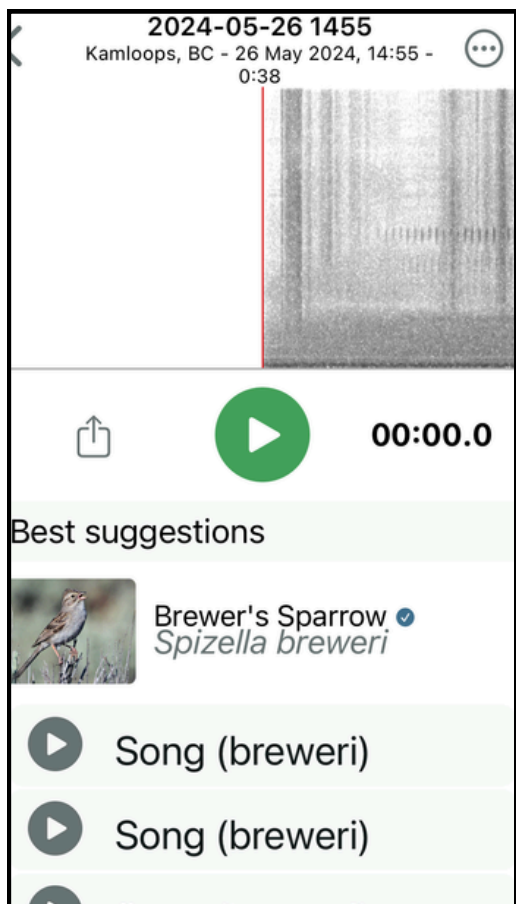 2024-05-26 1455
Kamloops, BC - 26 May 2024, 14:55 -
0:38
00:00.0
Best suggestions
Brewer's Sparrow
Spizella breweri
Song (breweri)
Song (breweri)